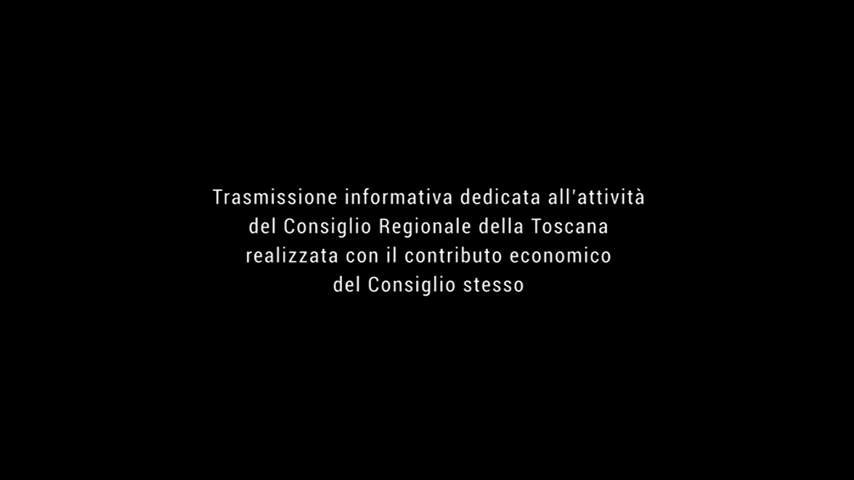 Trasmissione informativa dedicata all'attività
del Consiglio Regionale della Toscana
realizzata con il contributo economico
del Consiglio stesso